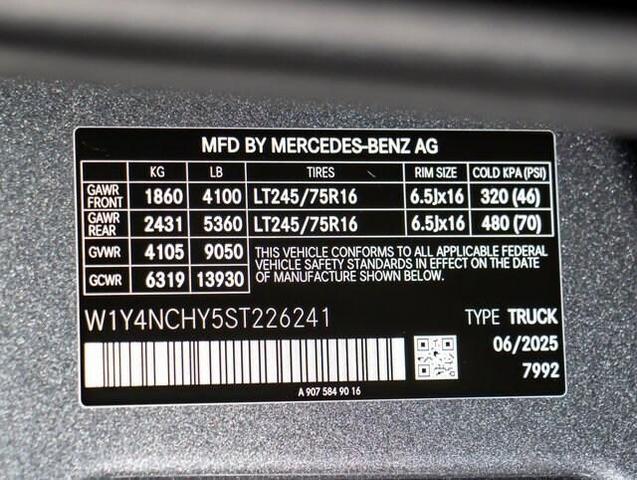 MFD BY MERCEDES-BENZ AG
KG LB TIRES RIM SIZE COLD KPA (PSI)
GAWR FRONT 1860 4100 LT245/75R16 6.5Jx16 320 (46)
GAWR REAR 2431 5360 LT245/75R16 6.5Jx16 480 (70)
GVWR 4105 9050
GCWR 6319 13930
THIS VEHICLE CONFORMS TO ALL APPLICABLE FEDERAL
VEHICLE SAFETY STANDARDS IN EFFECT ON THE DATE
OF MANUFACTURE SHOWN BELOW.
W1Y4NCHY5ST226241 TYPE TRUCK
06/2025
7992
A 907 584 90 16